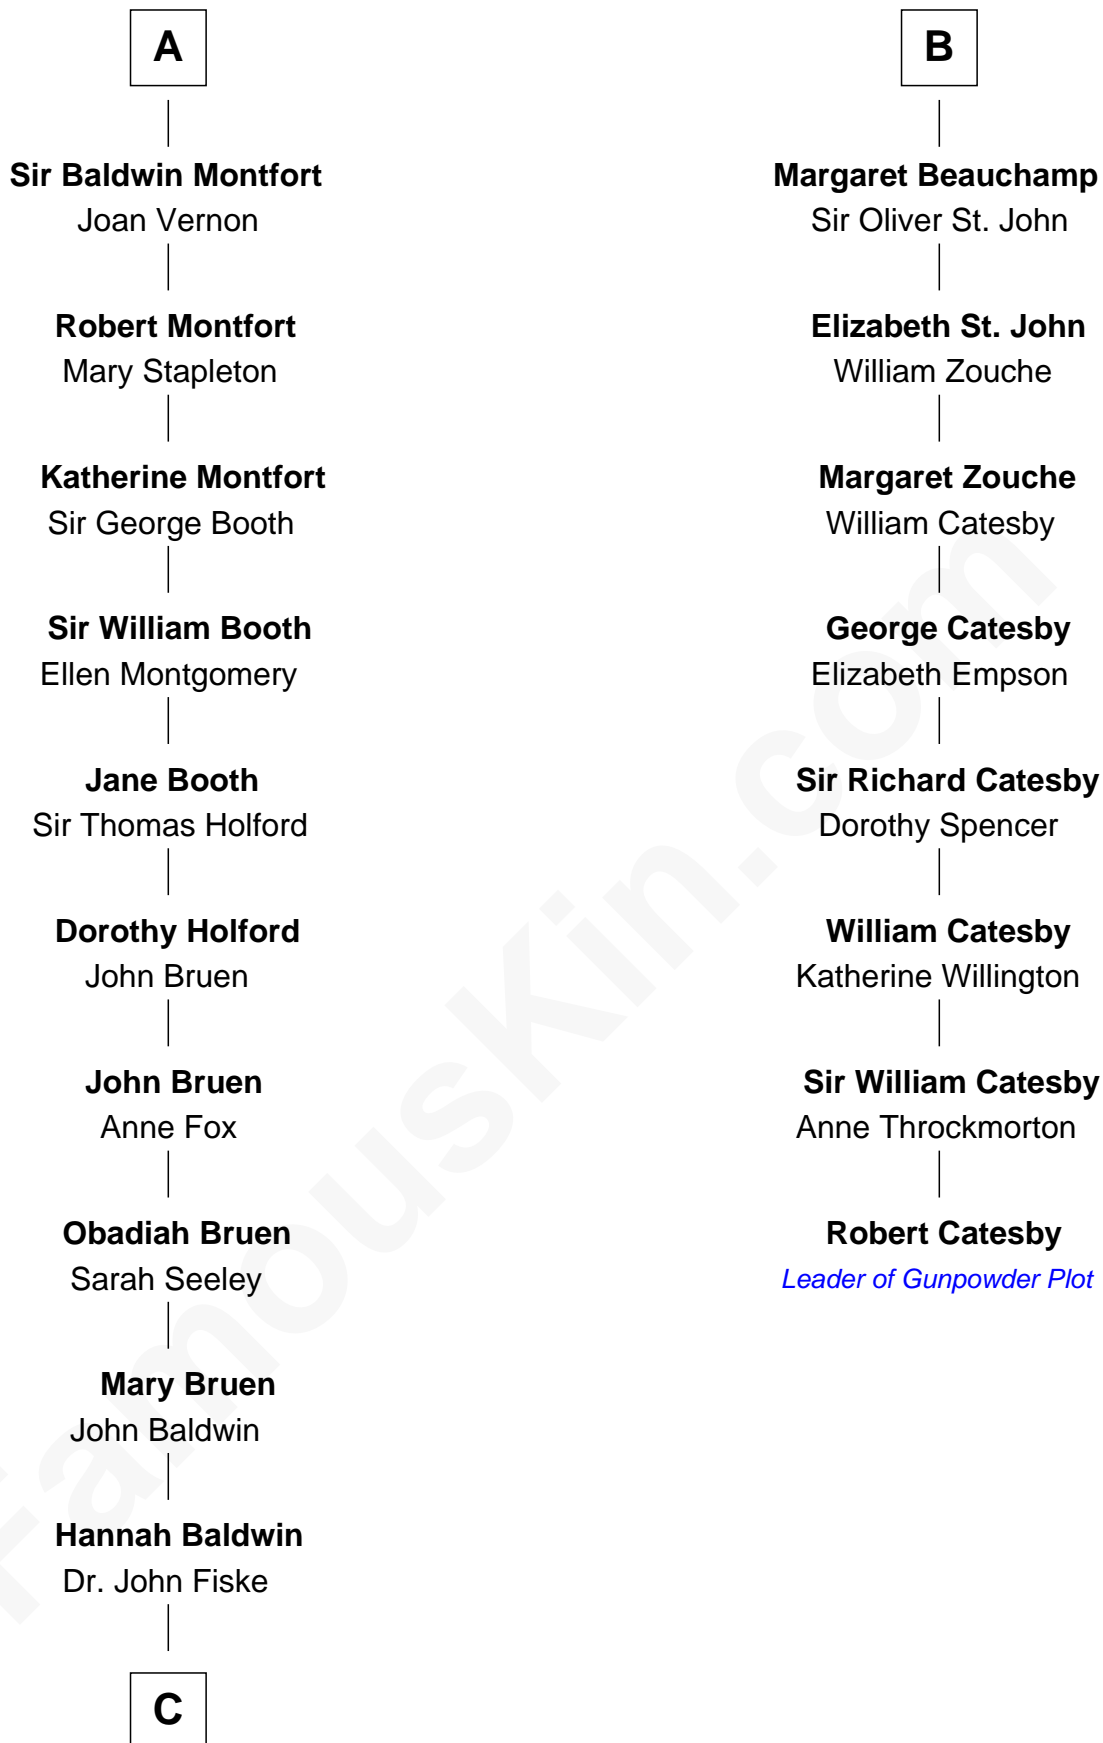 A
Sir Baldwin Montfort
Joan Vernon
Robert Montfort
Mary Stapleton
Katherine Montfort
Sir George Booth
Sir William Booth
Ellen Montgomery
Jane Booth
Sir Thomas Holford
Dorothy Holford
John Bruen
John Bruen
Anne Fox
Obadiah Bruen
Sarah Seeley
Mary Bruen
John Baldwin
Hannah Baldwin
Dr. John Fiske
C
B
Margaret Beauchamp
Sir Oliver St. John
Elizabeth St. John
William Zouche
Margaret Zouche
William Catesby
George Catesby
Elizabeth Empson
Sir Richard Catesby
Dorothy Spencer
William Catesby
Katherine Willington
Sir William Catesby
Anne Throckmorton
Robert Catesby
Leader of Gunpowder Plot
FamousKin.com